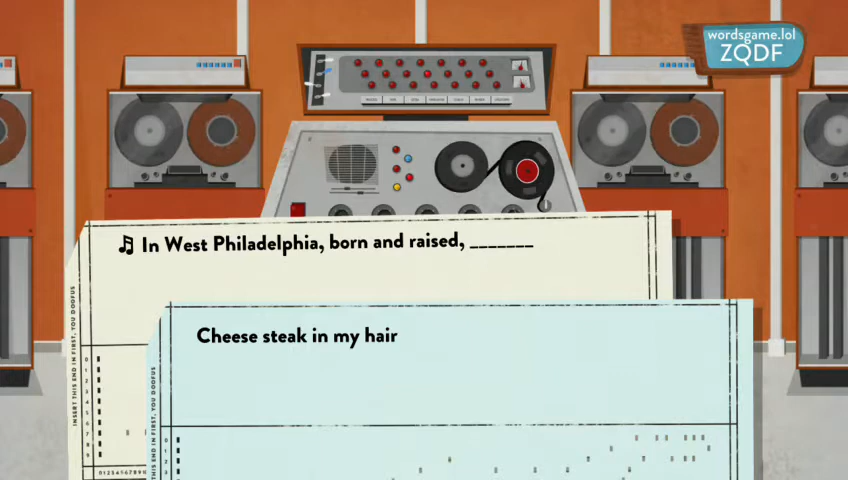 wordsgame.lol
ZQDF
♫ In West Philadelphia, born and raised, _______
Cheese steak in my hair
INSERT THIS END IN FIRST, YOU DOOFUS
THIS END IN FIRST, YOU DOOFUS